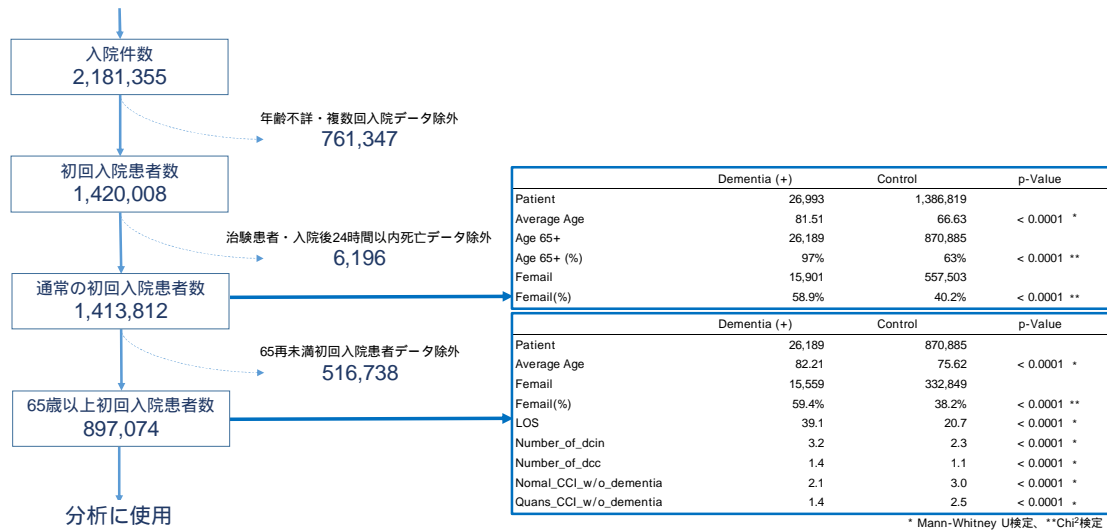 入院件数
2,181,355
年齢不詳・複数回入院データ除外
761,347
初回入院患者数
1,420,008
治験患者・入院後24時間以内死亡データ除外
6,196
通常の初回入院患者数
1,413,812
65再未満初回入院患者データ除外
516,738
65歳以上初回入院患者数
897,074
分析に使用
Dementia (+) Control p-Value
Patient 26,993 1,386,819
Average Age 81.51 66.63 < 0.0001 *
Age 65+ 26,189 870,885
Age 65+ (%) 97% 63% < 0.0001 **
Femail 15,901 557,503
Femail(%) 58.9% 40.2% < 0.0001 **
Dementia (+) Control p-Value
Patient 26,189 870,885
Average Age 82.21 75.62 < 0.0001 *
Femail 15,559 332,849
Femail(%) 59.4% 38.2% < 0.0001 **
LOS 39.1 20.7 < 0.0001 *
Number_of_dcin 3.2 2.3 < 0.0001 *
Number_of_dcc 1.4 1.1 < 0.0001 *
Nomal_CCI_w/o_dementia 2.1 3.0 < 0.0001 *
Quans_CCI_w/o_dementia 1.4 2.5 < 0.0001 *
* Mann-Whitney U検定、**Chi²検定